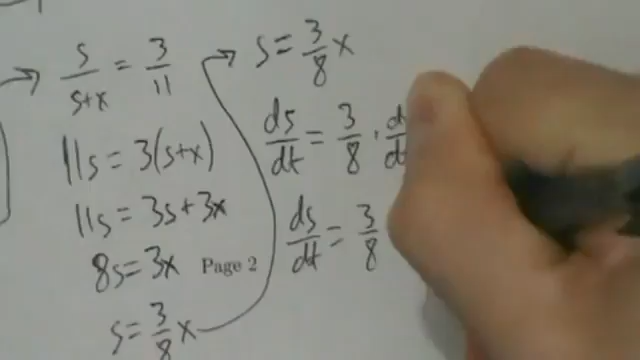 s/(s+x) = 3/11
11s = 3(s+x)
11s = 3s + 3x
8s = 3x
Page 2
s = 3/8 x
s = 3/8 x
ds/dt = 3/8 · d/dt
ds/dt = 3/8